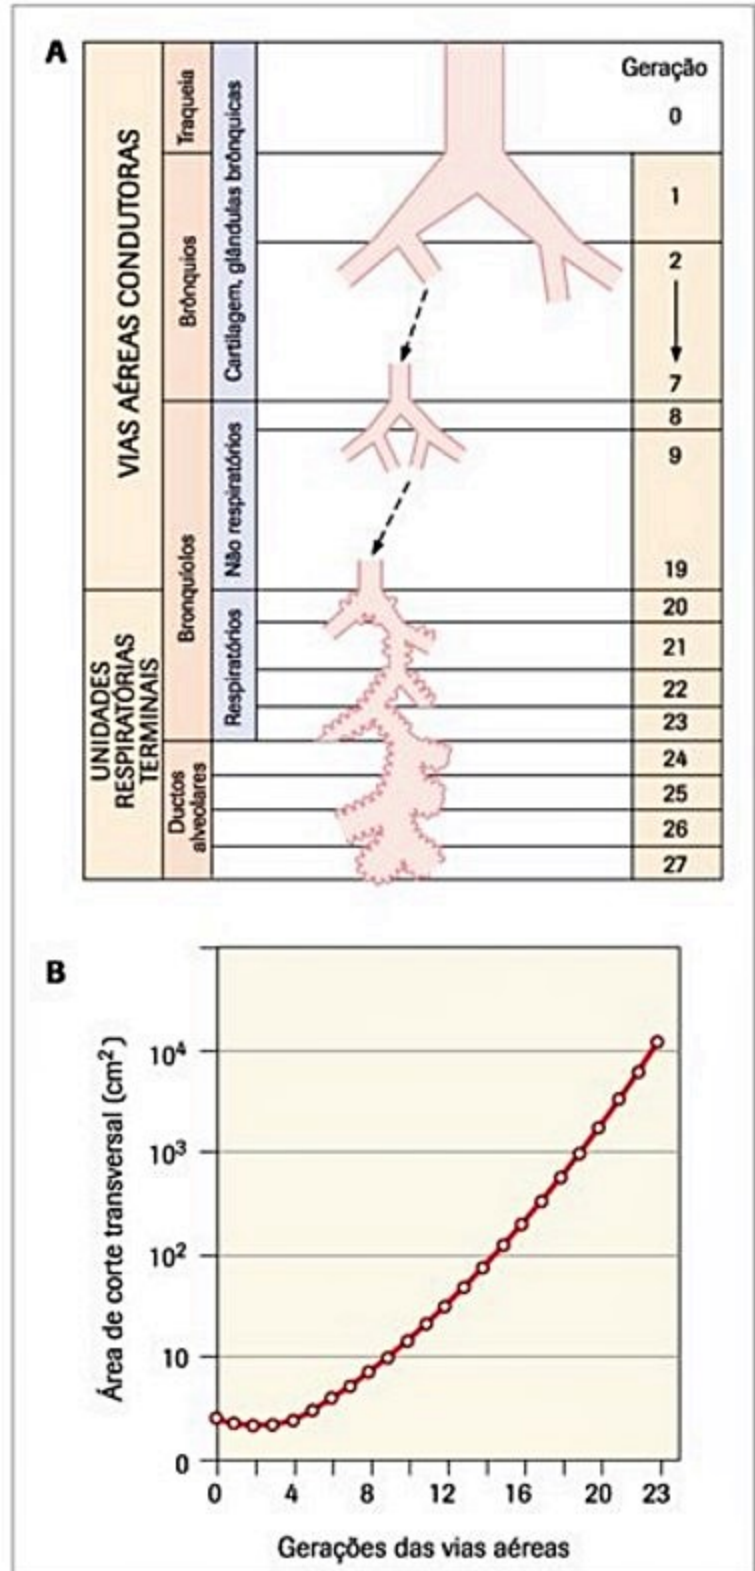 A
Geração
VIAS AÉREAS CONDUTORAS
Traqueia
Cartilagem, glândulas brônquicas
0
Brônquios
1
2
7
Bronquíolos
Não respiratórios
8
9
19
UNIDADES
RESPIRATÓRIAS
TERMINAIS
Respiratórios
20
21
22
23
Ductos
alveolares
24
25
26
27
B
Área de corte transversal (cm²)
10⁴
10³
10²
10
0
0 4 8 12 16 20 23
Gerações das vias aéreas